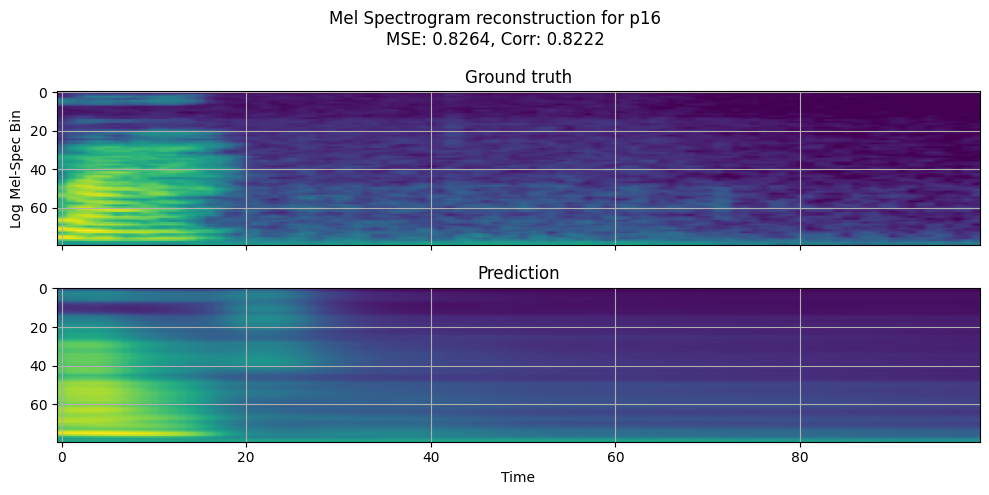 Mel Spectrogram reconstruction for p16
MSE: 0.8264, Corr: 0.8222
Ground truth
Log Mel-Spec Bin
0
20
40
60
Prediction
0
20
40
60
0 20 40 60 80
Time